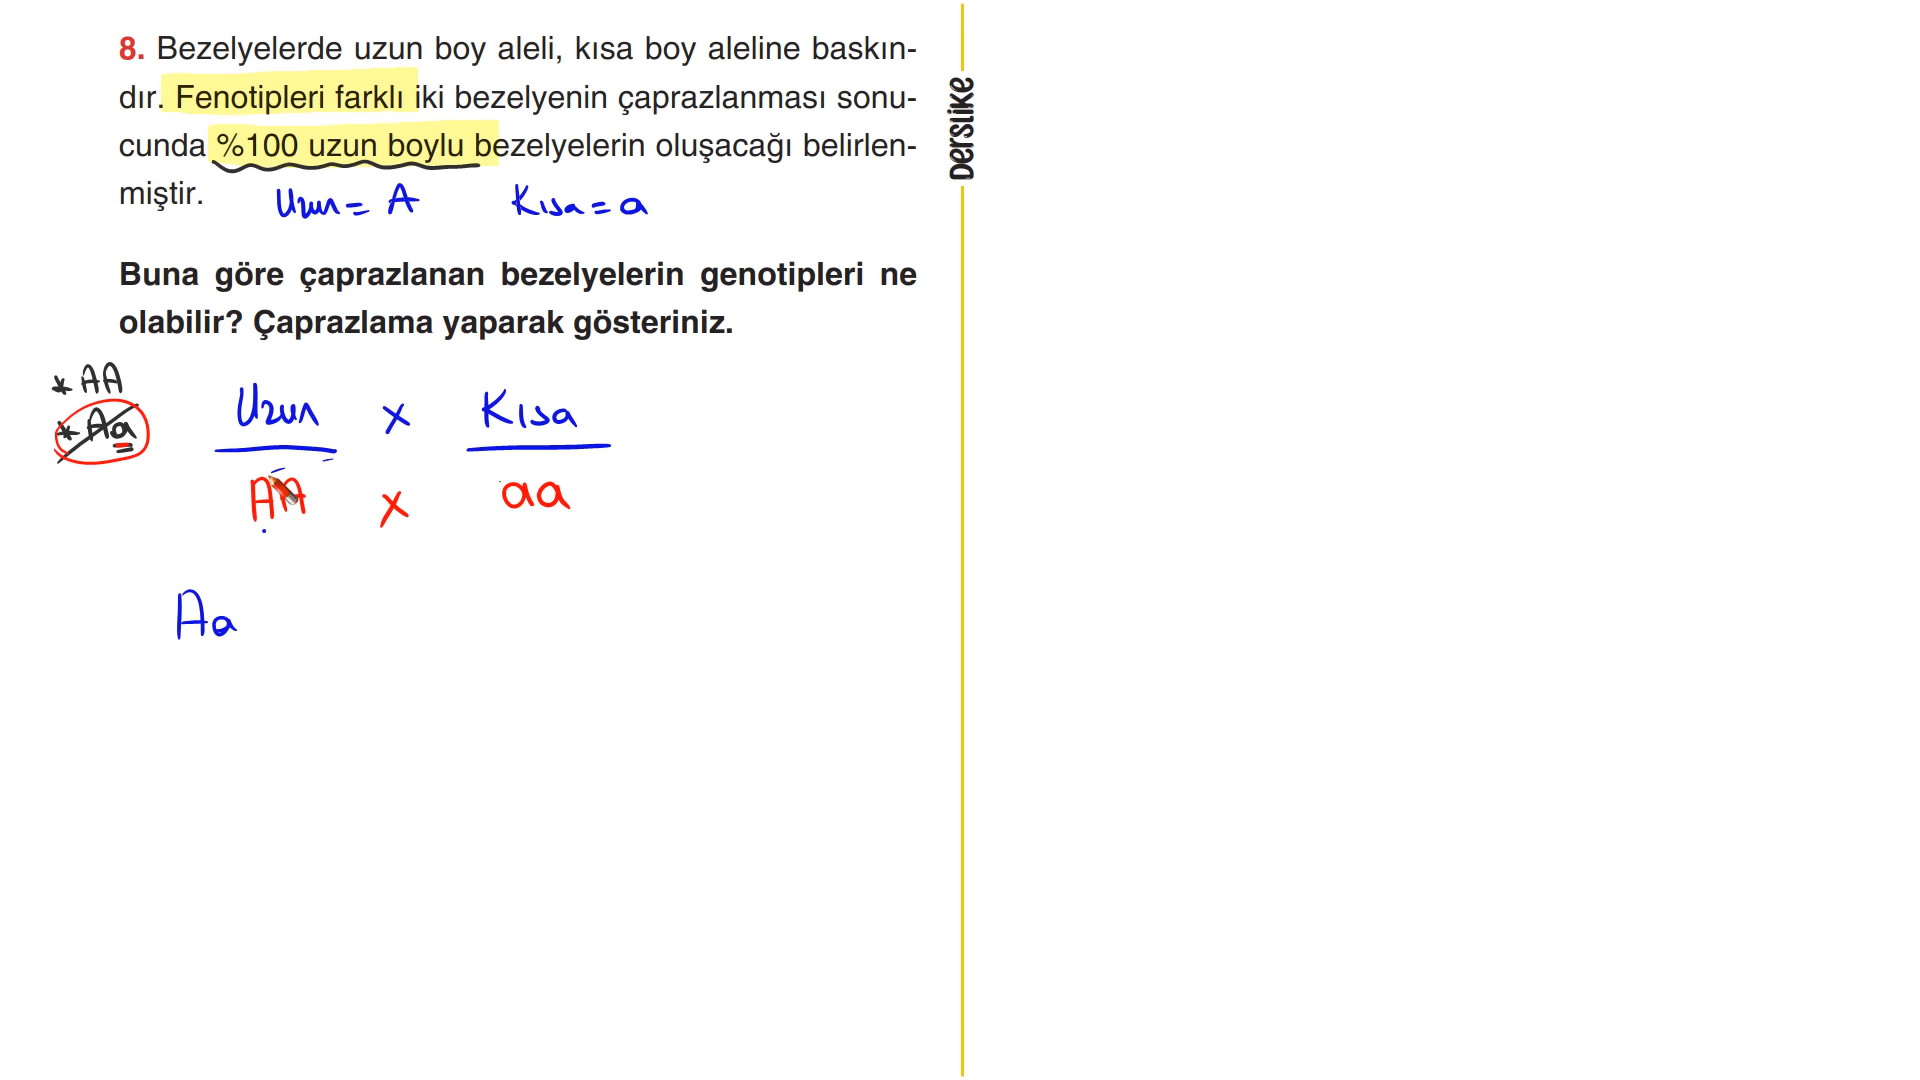 8. Bezelyelerde uzun boy aleli, kısa boy aleline baskın-
dır. Fenotipleri farklı iki bezelyenin çaprazlanması sonu-
cunda %100 uzun boylu bezelyelerin oluşacağı belirlen-
miştir.
Uzun = A Kısa = a
Buna göre çaprazlanan bezelyelerin genotipleri ne
olabilir? Çaprazlama yaparak gösteriniz.
* AA
* Aa
Uzun x Kısa
AA x aa
Aa
Derslike